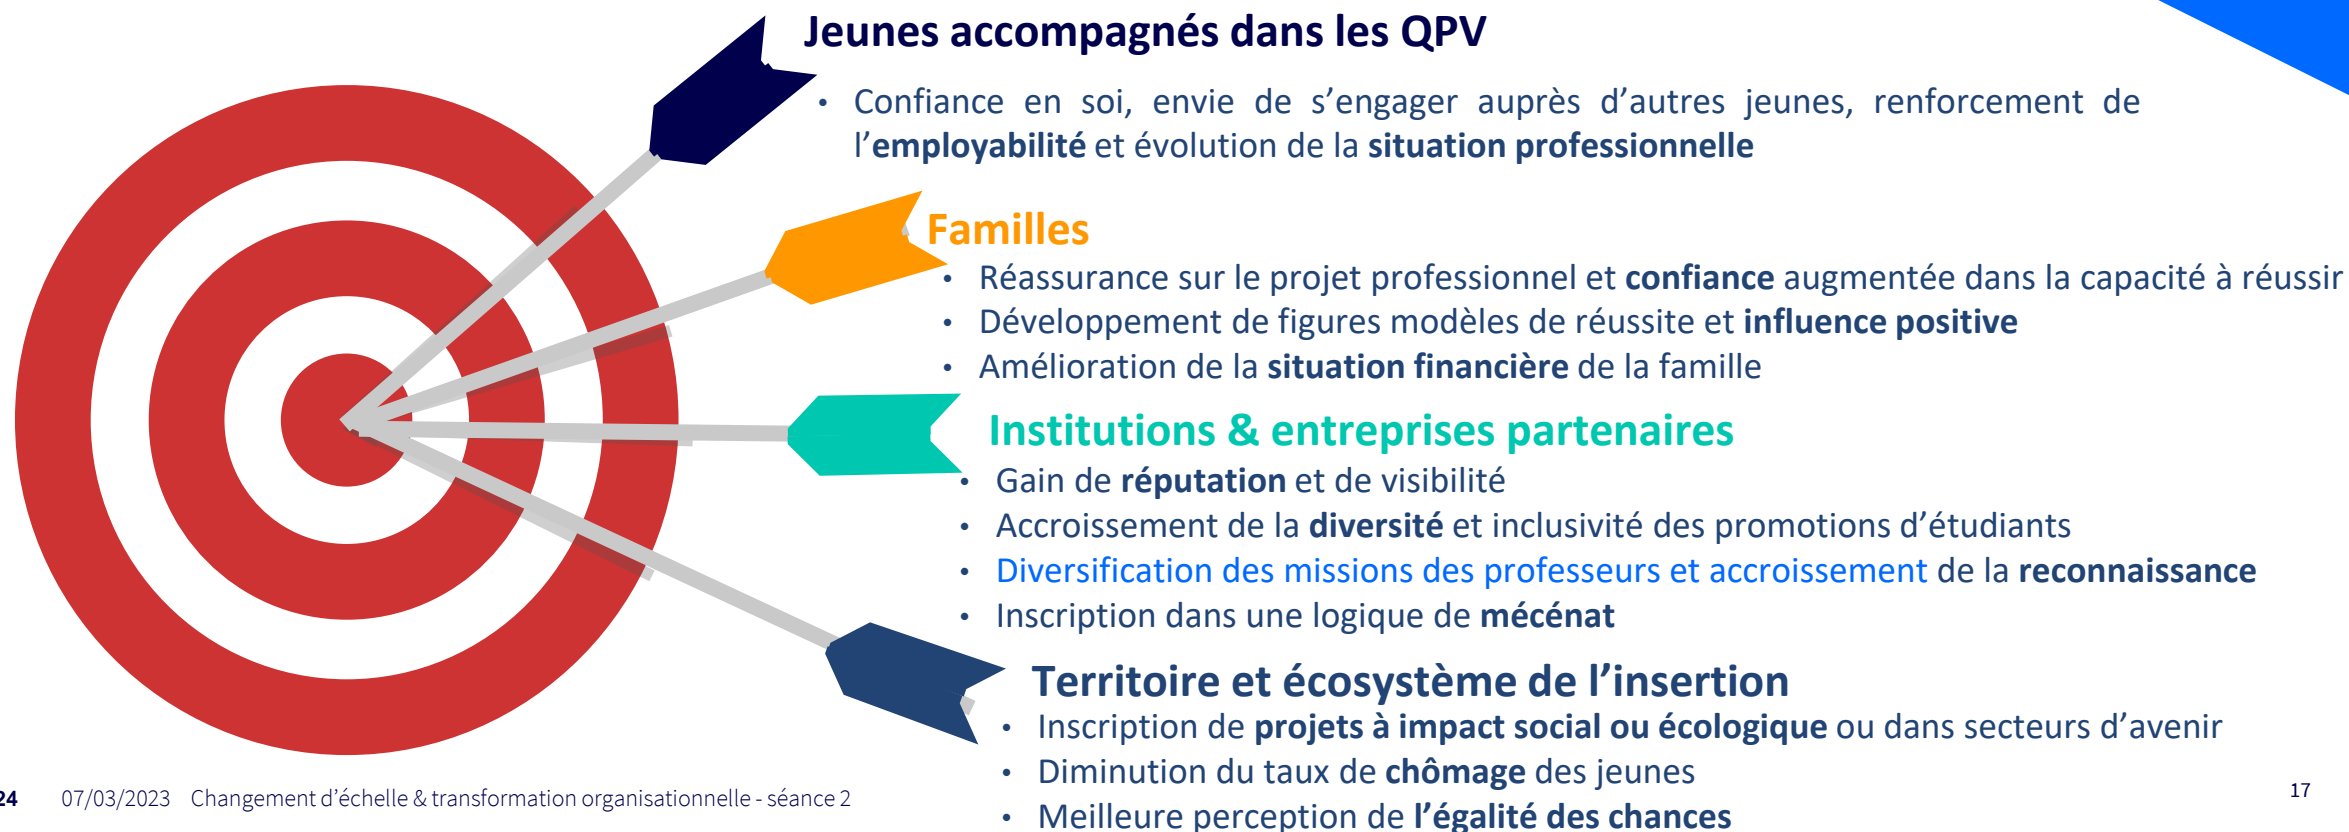 Jeunes accompagnés dans les QPV
• Confiance en soi, envie de s’engager auprès d’autres jeunes, renforcement de
l’employabilité et évolution de la situation professionnelle
Familles
• Réassurance sur le projet professionnel et confiance augmentée dans la capacité à réussir
• Développement de figures modèles de réussite et influence positive
• Amélioration de la situation financière de la famille
Institutions & entreprises partenaires
• Gain de réputation et de visibilité
• Accroissement de la diversité et inclusivité des promotions d’étudiants
• Diversification des missions des professeurs et accroissement de la reconnaissance
• Inscription dans une logique de mécénat
Territoire et écosystème de l’insertion
• Inscription de projets à impact social ou écologique ou dans secteurs d’avenir
• Diminution du taux de chômage des jeunes
• Meilleure perception de l’égalité des chances
24 07/03/2023 Changement d’échelle & transformation organisationnelle - séance 2
17